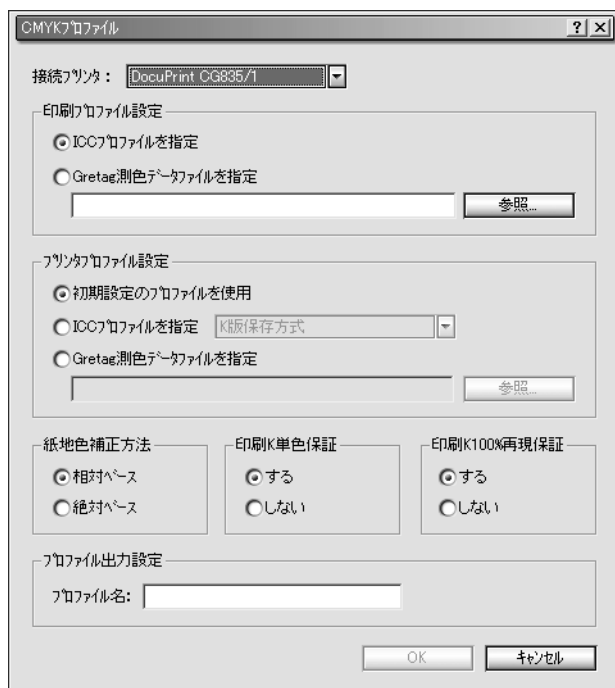 CMYKプロファイル
接続プリンタ： DocuPrint CG835/1
印刷プロファイル設定
ICCプロファイルを指定
Gretag測色データファイルを指定
参照...
プリンタプロファイル設定
初期設定のプロファイルを使用
ICCプロファイルを指定 K版保存方式
Gretag測色データファイルを指定
参照...
紙地色補正方法 印刷K単色保証 印刷K100%再現保証
相対ベース する する
絶対ベース しない しない
プロファイル出力設定
プロファイル名：
OK キャンセル